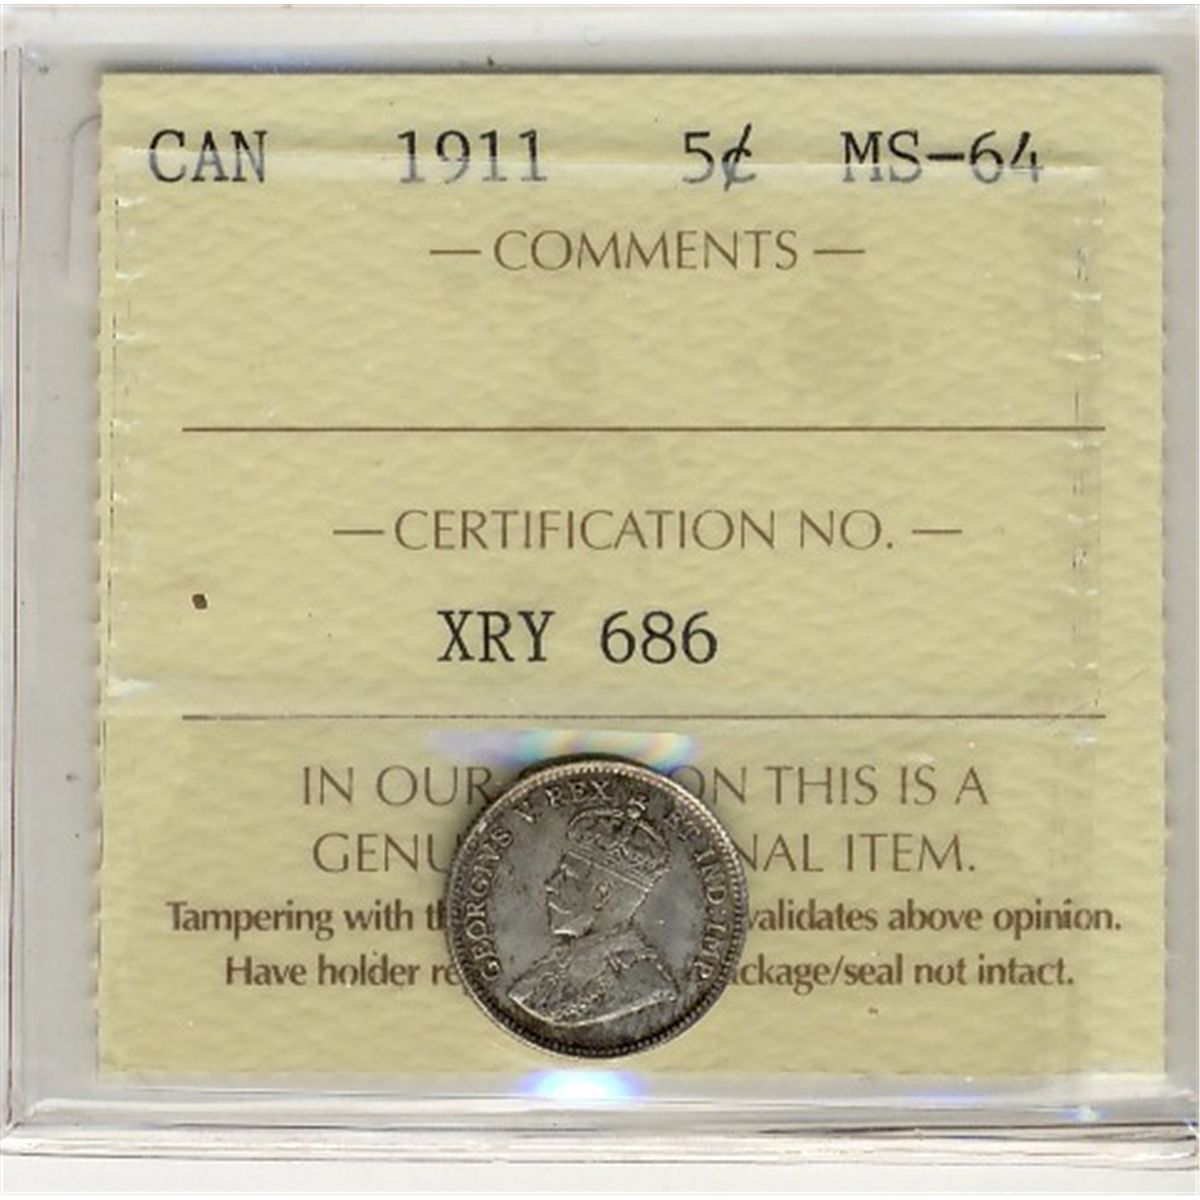 CAN 1911 5¢ MS-64
— COMMENTS —
— CERTIFICATION NO. —
XRY 686
IN OUR ON THIS IS A
GENU NAL ITEM.
Tampering with th validates above opinion.
Have holder re ckage/seal not intact.
GEORGIVS V REX ET IND: IMP